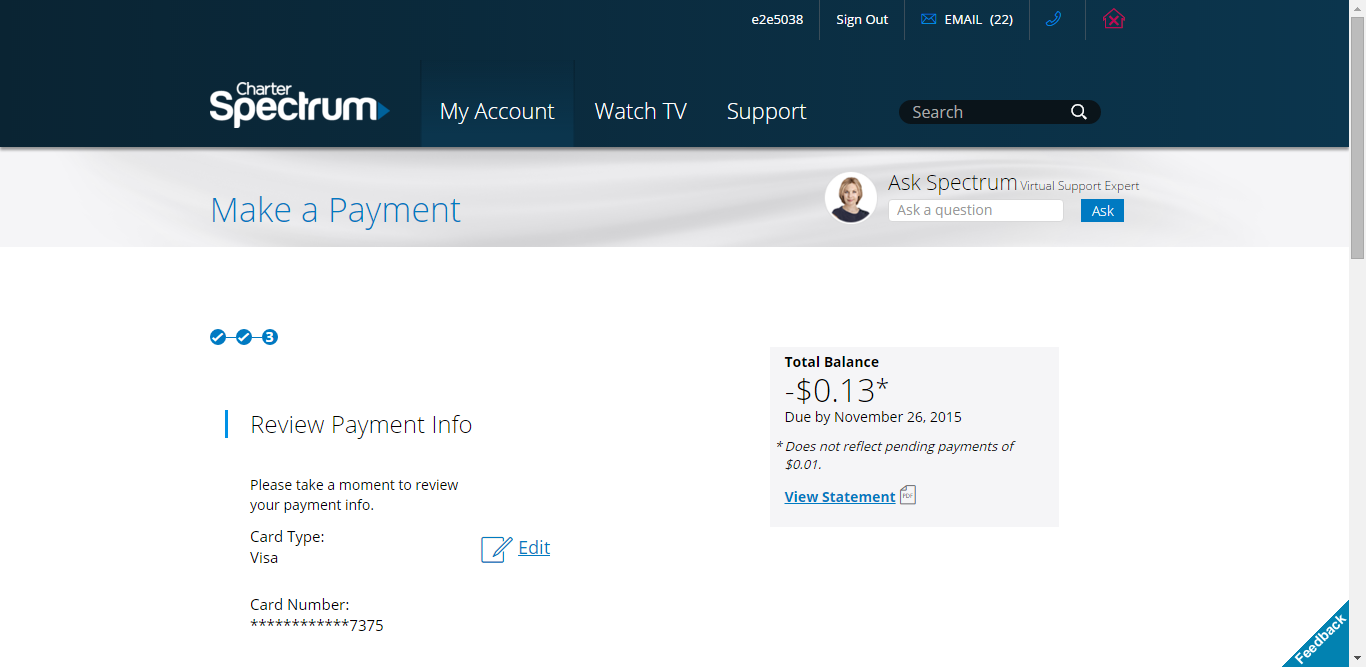 e2e5038
Sign Out
EMAIL (22)
Charter
Spectrum
My Account
Watch TV
Support
Search
Make a Payment
Ask Spectrum Virtual Support Expert
Ask a question
Ask
3
Total Balance
-$0.13*
Due by November 26, 2015
* Does not reflect pending payments of
$0.01.
View Statement
PDF
Review Payment Info
Please take a moment to review
your payment info.
Card Type:
Visa
Edit
Card Number:
************7375
Feedback